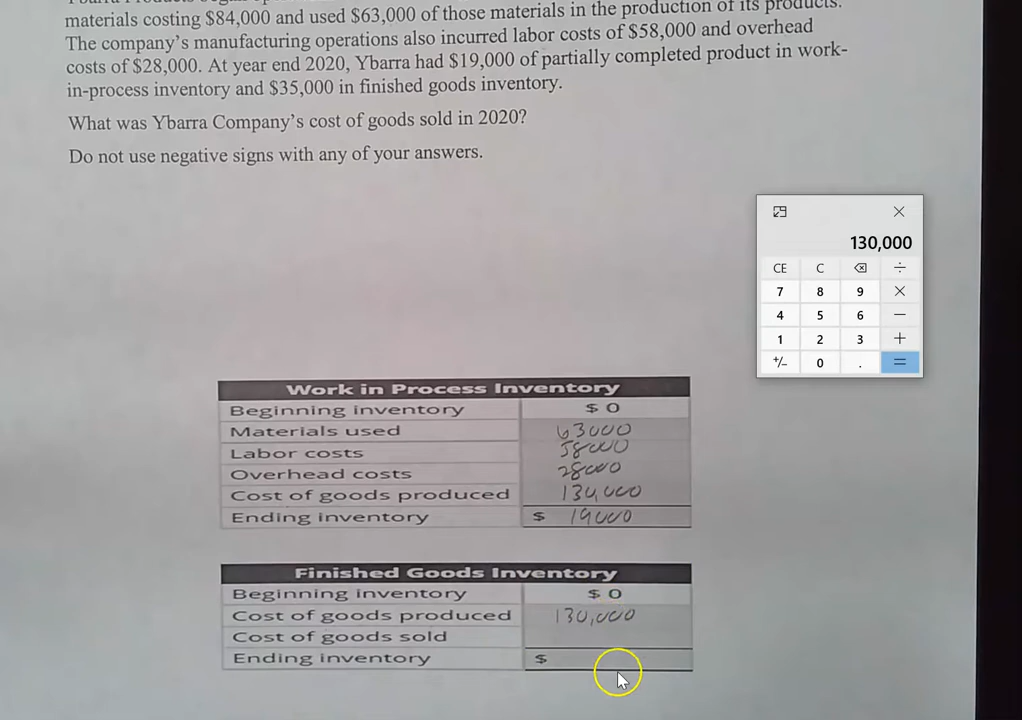 materials costing $84,000 and used $63,000 of those materials in the production of its products.
The company's manufacturing operations also incurred labor costs of $58,000 and overhead
costs of $28,000. At year end 2020, Ybarra had $19,000 of partially completed product in work-
in-process inventory and $35,000 in finished goods inventory.
What was Ybarra Company's cost of goods sold in 2020?
Do not use negative signs with any of your answers.
130,000
CE C ÷
7 8 9 ×
4 5 6 −
1 2 3 +
+/- 0 . =
Work in Process Inventory
Beginning inventory $ 0
Materials used 63000
Labor costs 58000
Overhead costs 28000
Cost of goods produced 130,000
Ending inventory $ 19000
Finished Goods Inventory
Beginning inventory $ 0
Cost of goods produced 130,000
Cost of goods sold
Ending inventory $